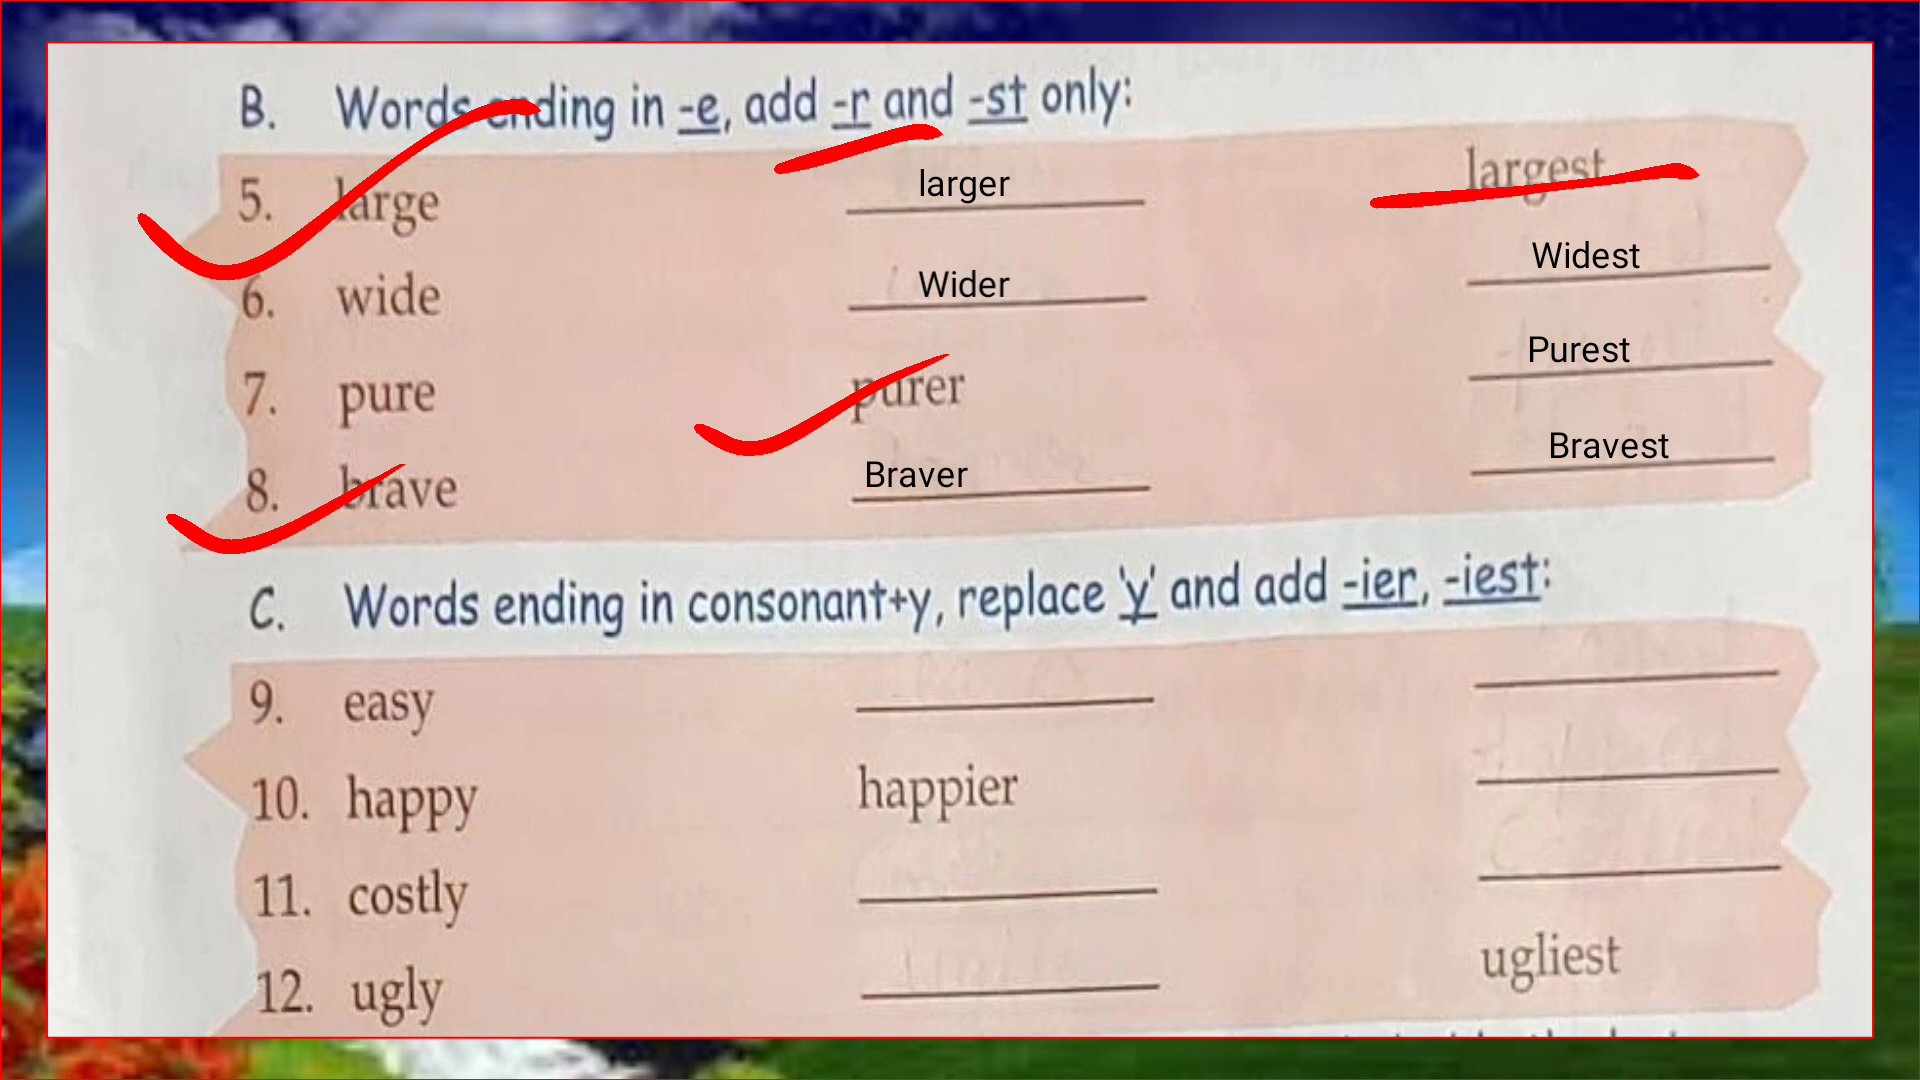 B. Words ending in -e, add -r and -st only:
5. large larger largest
6. wide Wider Widest
7. pure purer Purest
8. brave Braver Bravest
C. Words ending in consonant+y, replace 'y' and add -ier, -iest:
9. easy
10. happy happier
11. costly
12. ugly ugliest